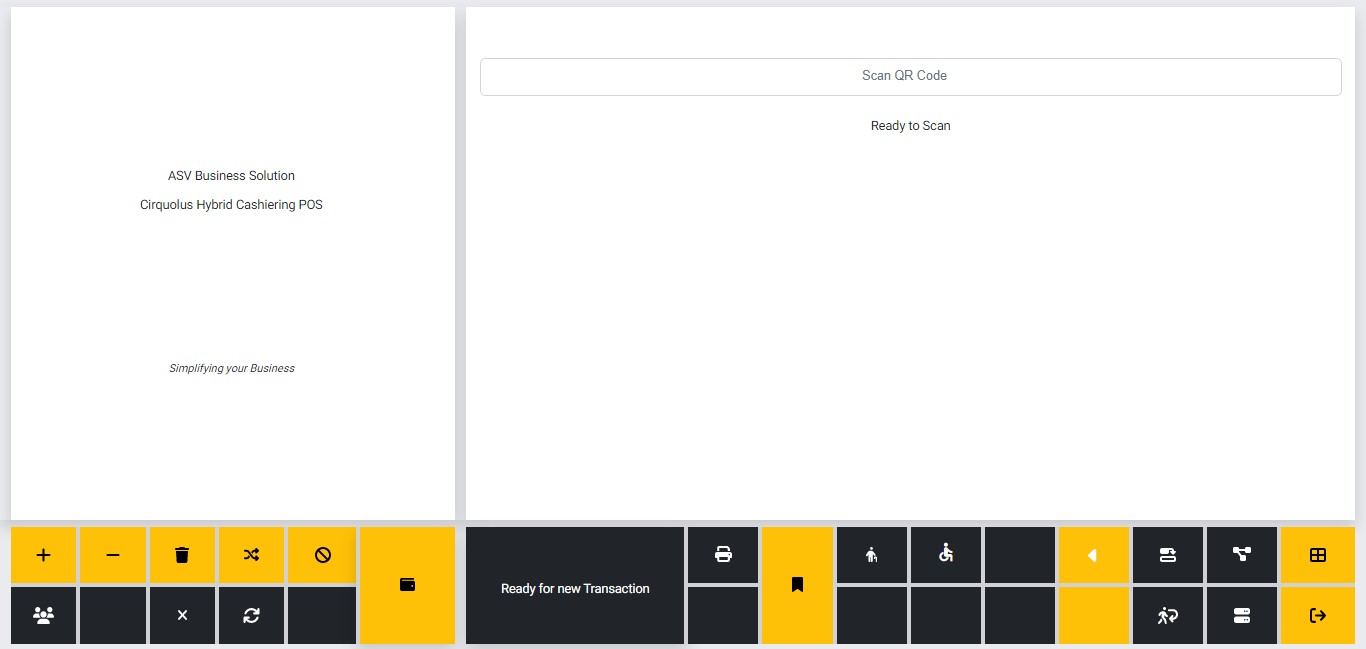 Scan QR Code
Ready to Scan
ASV Business Solution
Cirquolus Hybrid Cashiering POS
Simplifying your Business
Ready for new Transaction